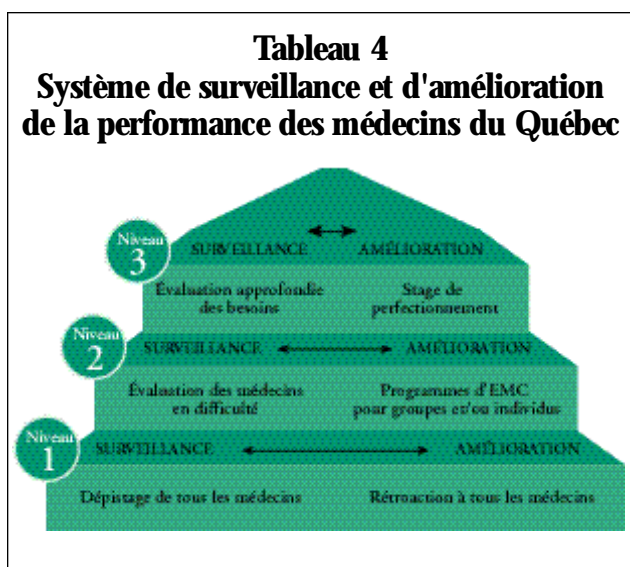 Tableau 4
Système de surveillance et d'amélioration
de la performance des médecins du Québec
Niveau
3
SURVEILLANCE AMÉLIORATION
Évaluation approfondie
des besoins
Stage de
perfectionnement
Niveau
2
SURVEILLANCE AMÉLIORATION
Évaluation des médecins
en difficulté
Programmes d'EMC
pour groupes et/ou individus
Niveau
1
SURVEILLANCE AMÉLIORATION
Dépistage de tous les médecins
Rétroaction à tous les médecins